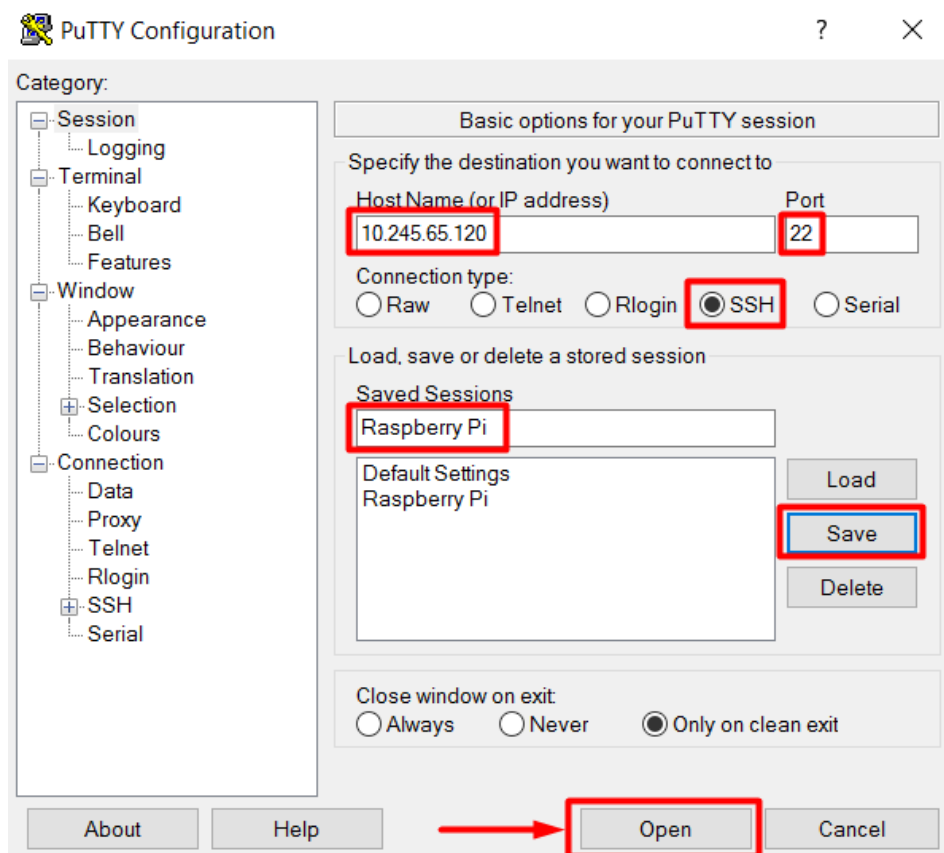 PuTTY Configuration
?
Category:
Session
Logging
Terminal
Keyboard
Bell
Features
Window
Appearance
Behaviour
Translation
Selection
Colours
Connection
Data
Proxy
Telnet
Rlogin
SSH
Serial
Basic options for your PuTTY session
Specify the destination you want to connect to
Host Name (or IP address) Port
10.245.65.120 22
Connection type:
Raw Telnet Rlogin SSH Serial
Load, save or delete a stored session
Saved Sessions
Raspberry Pi
Default Settings
Raspberry Pi
Load
Save
Delete
Close window on exit:
Always Never Only on clean exit
About Help Open Cancel